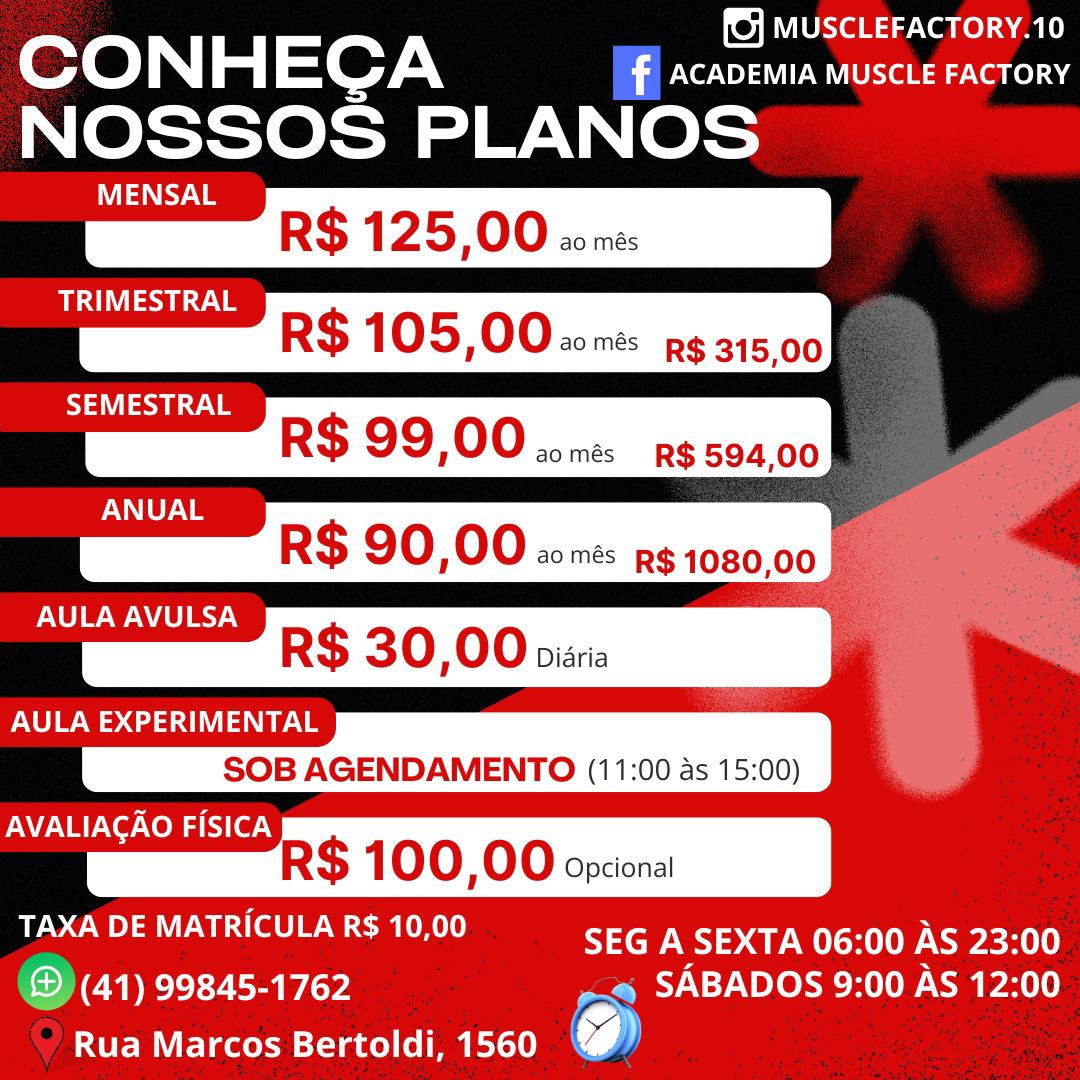 MUSCLEFACTORY.10
ACADEMIA MUSCLE FACTORY
CONHEÇA
NOSSOS PLANOS
MENSAL
R$ 125,00 ao mês
TRIMESTRAL
R$ 105,00 ao mês R$ 315,00
SEMESTRAL
R$ 99,00 ao mês R$ 594,00
ANUAL
R$ 90,00 ao mês R$ 1080,00
AULA AVULSA
R$ 30,00 Diária
AULA EXPERIMENTAL
SOB AGENDAMENTO (11:00 às 15:00)
AVALIAÇÃO FÍSICA
R$ 100,00 Opcional
TAXA DE MATRÍCULA R$ 10,00
(41) 99845-1762
Rua Marcos Bertoldi, 1560
SEG A SEXTA 06:00 ÀS 23:00
SÁBADOS 9:00 ÀS 12:00